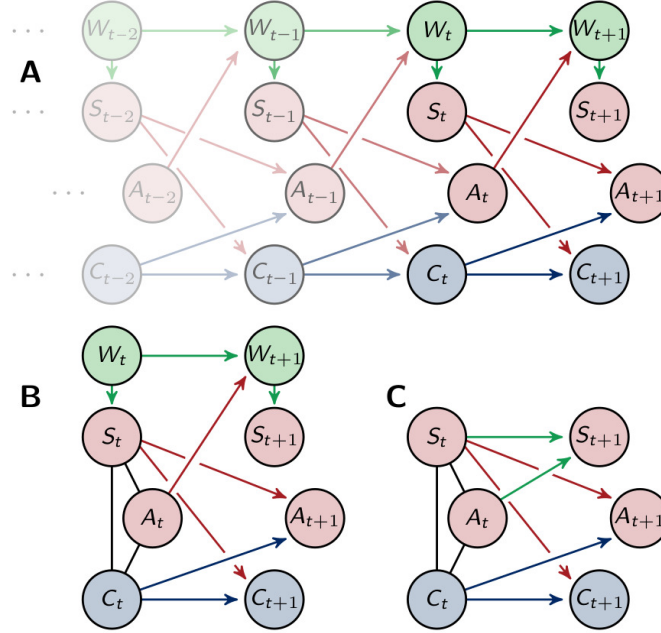 ... W_{t-2} W_{t-1} W_t W_{t+1}
A
... S_{t-2} S_{t-1} S_t S_{t+1}
... A_{t-2} A_{t-1} A_t A_{t+1}
... C_{t-2} C_{t-1} C_t C_{t+1}
W_t W_{t+1}
B C
S_t S_{t+1} S_t S_{t+1}
A_t A_{t+1} A_t A_{t+1}
C_t C_{t+1} C_t C_{t+1}